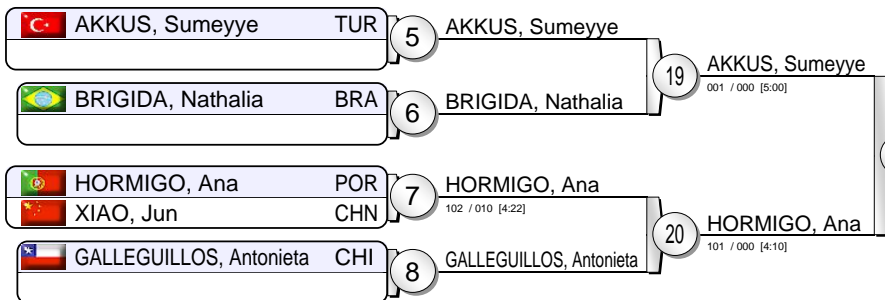 AKKUS, Sumeyye TUR
5
AKKUS, Sumeyye
19
AKKUS, Sumeyye
001 / 000 [5:00]
BRIGIDA, Nathalia BRA
6
BRIGIDA, Nathalia
HORMIGO, Ana POR
XIAO, Jun CHN
7
HORMIGO, Ana
102 / 010 [4:22]
20
HORMIGO, Ana
101 / 000 [4:10]
GALLEGUILLOS, Antonieta CHI
8
GALLEGUILLOS, Antonieta